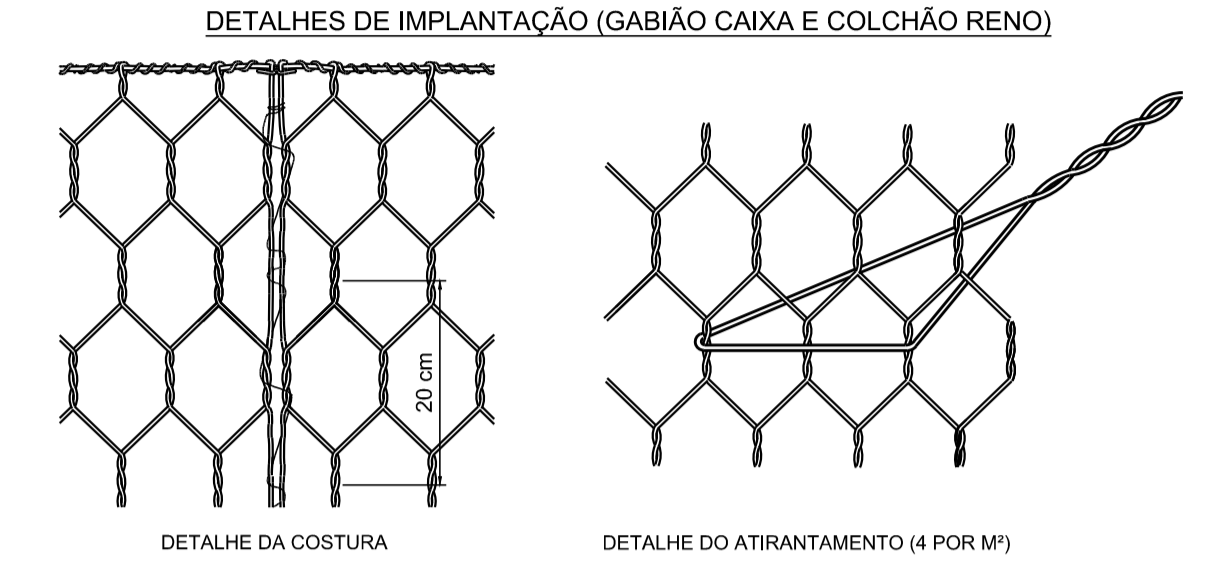 DETALHES DE IMPLANTAÇÃO (GABIÃO CAIXA E COLCHÃO RENO)
20 cm
DETALHE DA COSTURA
DETALHE DO ATIRANTAMENTO (4 POR M²)